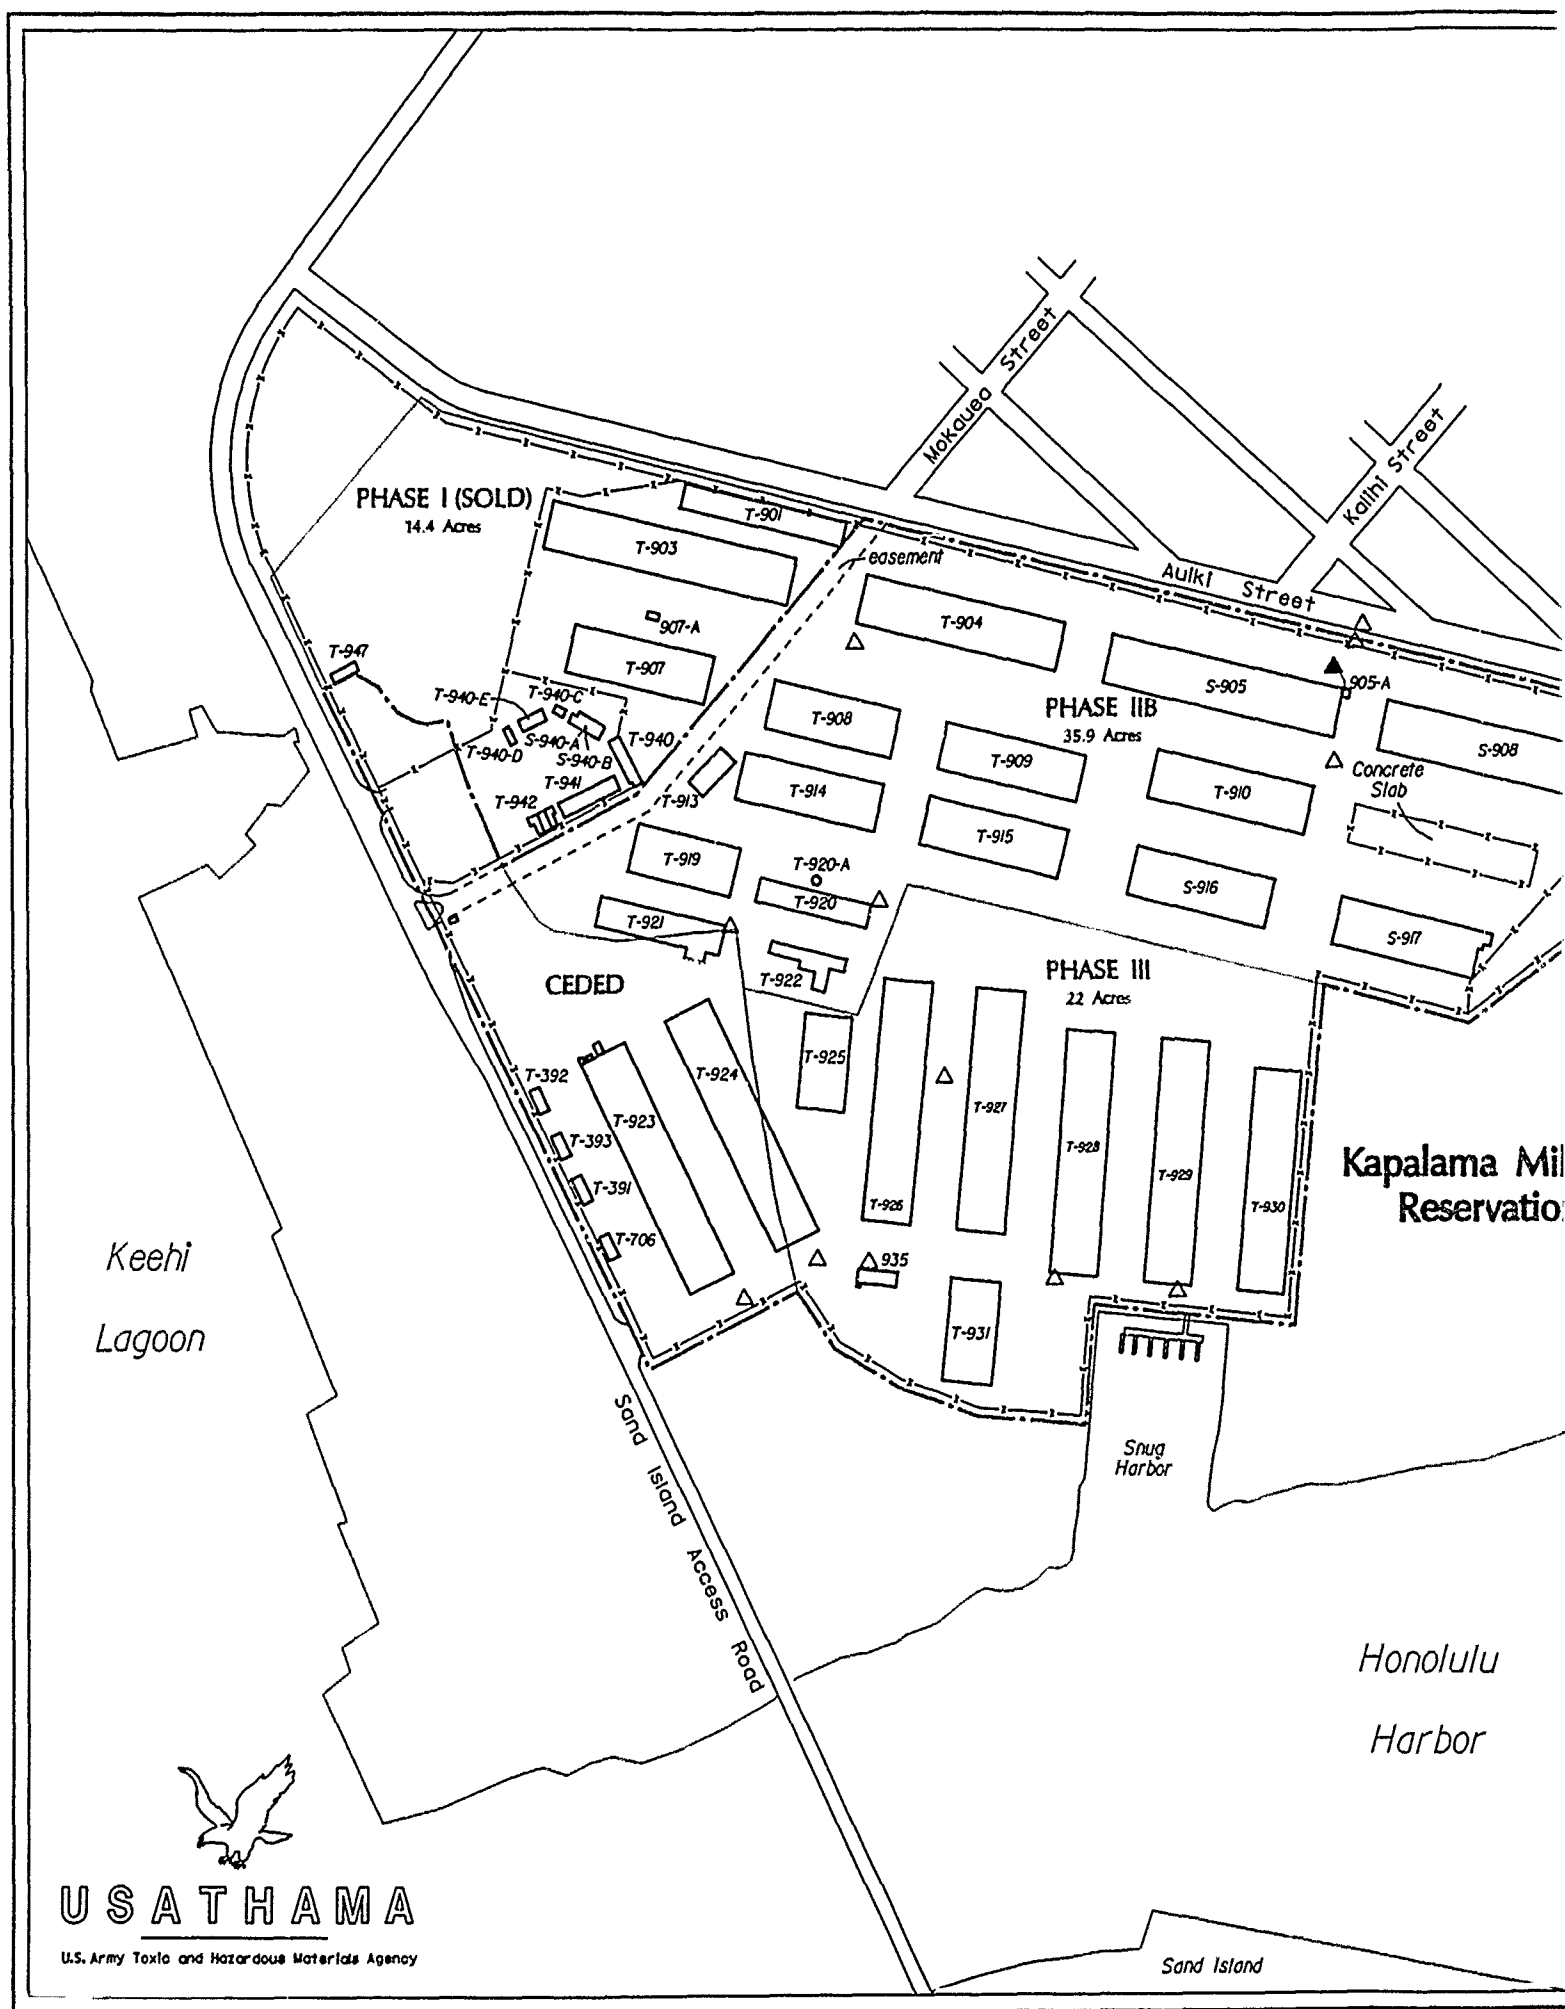 Mokauea Street
Kalihi Street
PHASE I (SOLD)
14.4 Acres
T-901
T-903
easement
Auiki Street
907-A
T-904
T-907
T-947
S-905
905-A
T-940-E
T-940-C
T-908
PHASE IIB
35.9 Acres
S-940-A
T-940
T-940-D
S-940-B
S-908
T-909
Concrete
Slab
T-941
T-913
T-914
T-910
T-942
T-915
T-919
T-920-A
S-916
T-920
T-921
S-917
PHASE III
22 Acres
CEDED
T-922
T-925
T-392
T-924
T-923
T-927
T-393
T-928
T-929
Kapalama Mil
Reservatio
T-391
T-926
T-930
T-706
935
Keehi
Lagoon
T-931
Sand Island Access Road
Snug
Harbor
Honolulu
Harbor
USATHAMA
U.S. Army Toxic and Hazardous Materials Agency
Sand Island